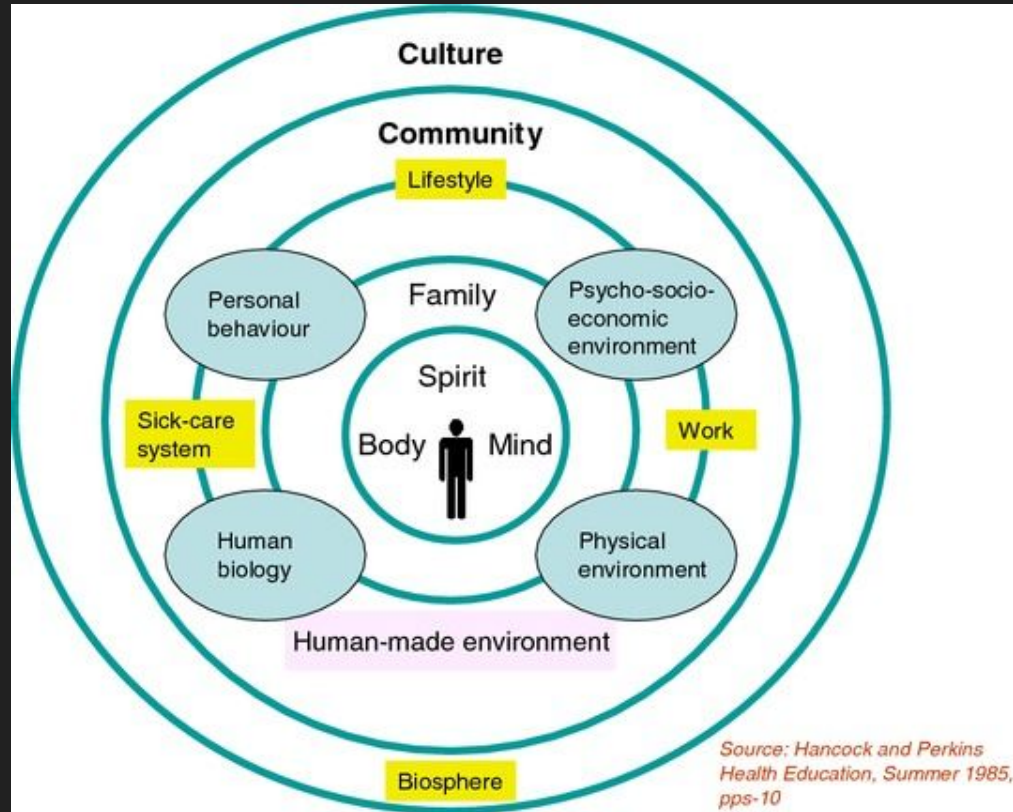 Culture
Community
Lifestyle
Personal
behaviour
Family
Psycho-socio-
economic
environment
Spirit
Sick-care
system
Body
Mind
Work
Human
biology
Physical
environment
Human-made environment
Biosphere
Source: Hancock and Perkins
Health Education, Summer 1985,
pps-10